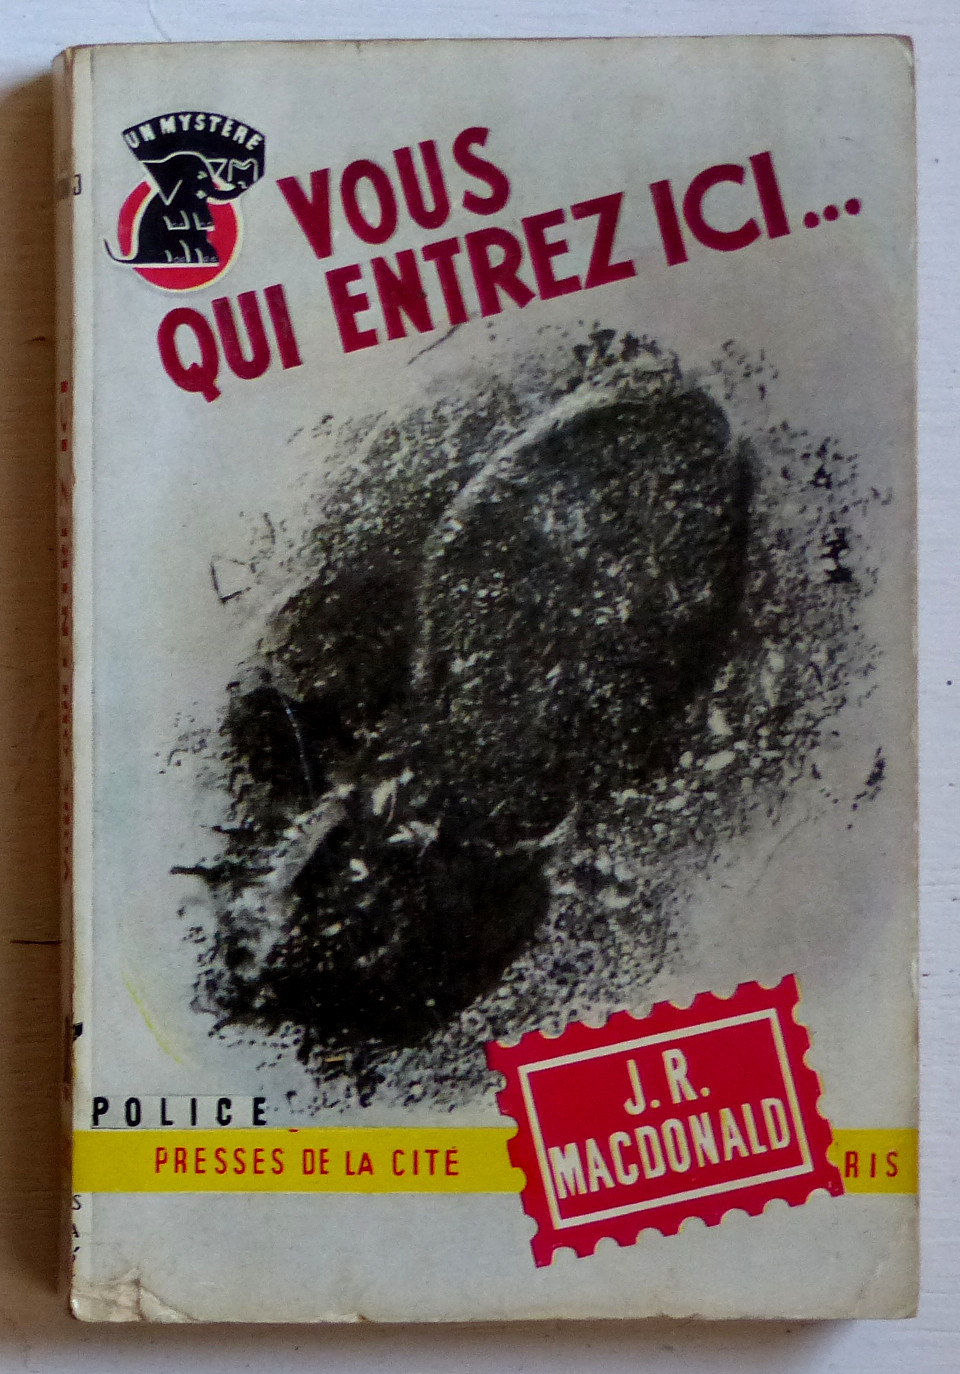 UN MYSTÈRE
VOUS
QUI ENTREZ ICI...
J. R.
MACDONALD
POLICE
PRESSES DE LA CITÉ
RIS